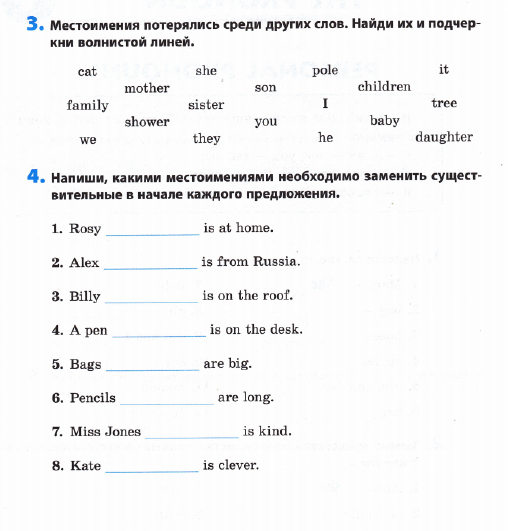 3. Местоимения потерялись среди других слов. Найди их и подчер-
кни волнистой линей.
cat she pole it
mother son children
family sister I tree
shower you baby
we they he daughter
4. Напиши, какими местоимениями необходимо заменить сущест-
вительные в начале каждого предложения.
1. Rosy ____________ is at home.
2. Alex ____________ is from Russia.
3. Billy ____________ is on the roof.
4. A pen ____________ is on the desk.
5. Bags ____________ are big.
6. Pencils ____________ are long.
7. Miss Jones ____________ is kind.
8. Kate ____________ is clever.